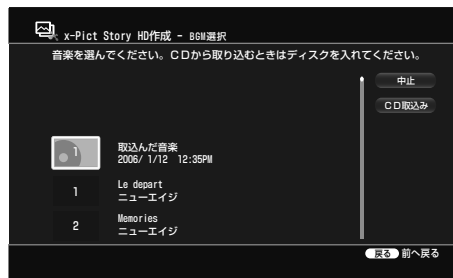 x-Pict Story HD作成 - BGM選択
音楽を選んでください。CDから取り込むときはディスクを入れてください。
中止
CD取込み
1
取込んだ音楽
2006/ 1/12 12:35PM
1
Le depart
ニューエイジ
2
Memories
ニューエイジ
戻る 前へ戻る